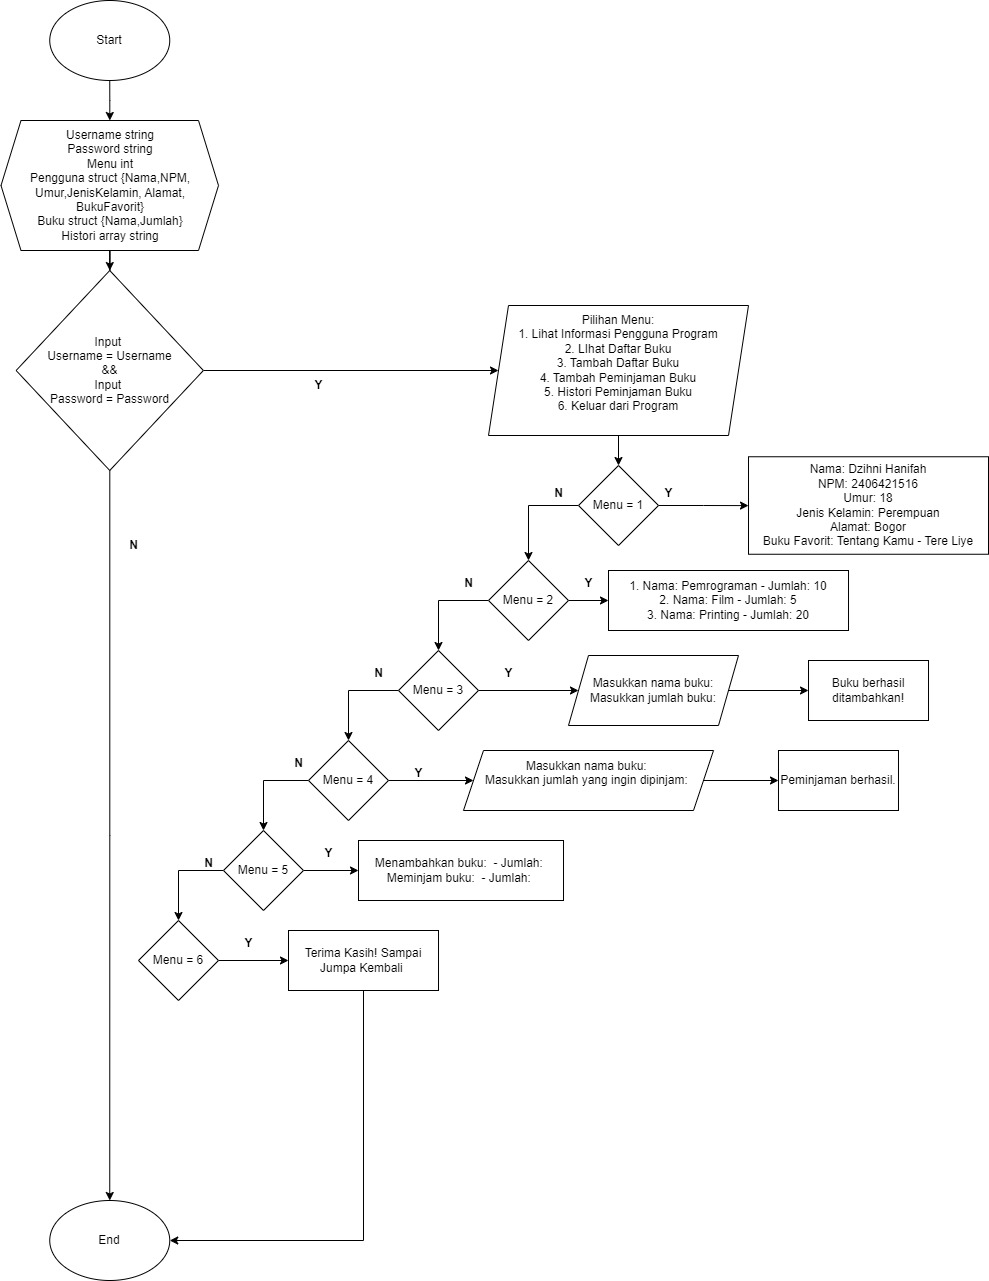 Start
Username string
Password string
Menu int
Pengguna struct {Nama,NPM,
Umur,JenisKelamin, Alamat,
BukuFavorit}
Buku struct {Nama,Jumlah}
Histori array string
Input
Username = Username
&&
Input
Password = Password
Y
N
Pilihan Menu:
1. Lihat Informasi Pengguna Program
2. LIhat Daftar Buku
3. Tambah Daftar Buku
4. Tambah Peminjaman Buku
5. Histori Peminjaman Buku
6. Keluar dari Program
N
Menu = 1
Y
Nama: Dzihni Hanifah
NPM: 2406421516
Umur: 18
Jenis Kelamin: Perempuan
Alamat: Bogor
Buku Favorit: Tentang Kamu - Tere Liye
N
Menu = 2
Y
1. Nama: Pemrograman - Jumlah: 10
2. Nama: Film - Jumlah: 5
3. Nama: Printing - Jumlah: 20
N
Menu = 3
Y
Masukkan nama buku:
Masukkan jumlah buku:
Buku berhasil
ditambahkan!
N
Menu = 4
Y
Masukkan nama buku:
Masukkan jumlah yang ingin dipinjam:
Peminjaman berhasil.
N
Menu = 5
Y
Menambahkan buku:  - Jumlah:
Meminjam buku:  - Jumlah:
Menu = 6
Y
Terima Kasih! Sampai
Jumpa Kembali
End